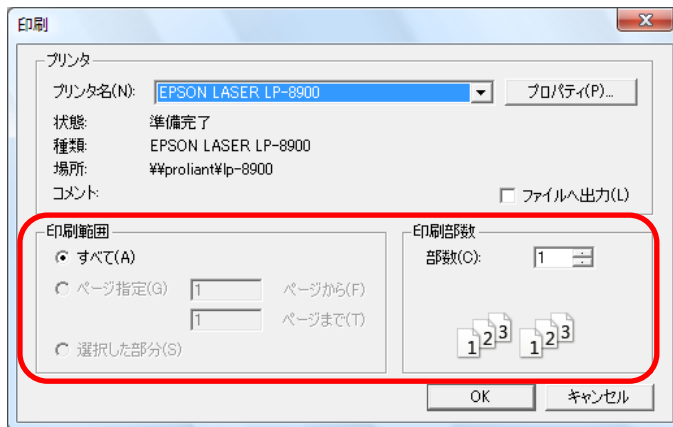 印刷
プリンタ
プリンタ名(N): EPSON LASER LP-8900 プロパティ(P)...
状態: 準備完了
種類: EPSON LASER LP-8900
場所: ¥¥proliant¥lp-8900
コメント: ファイルへ出力(L)
印刷範囲 印刷部数
すべて(A) 部数(C): 1
ページ指定(G) 1 ページから(F)
1 ページまで(T)
選択した部分(S)
1 2 3 1 2 3
OK キャンセル